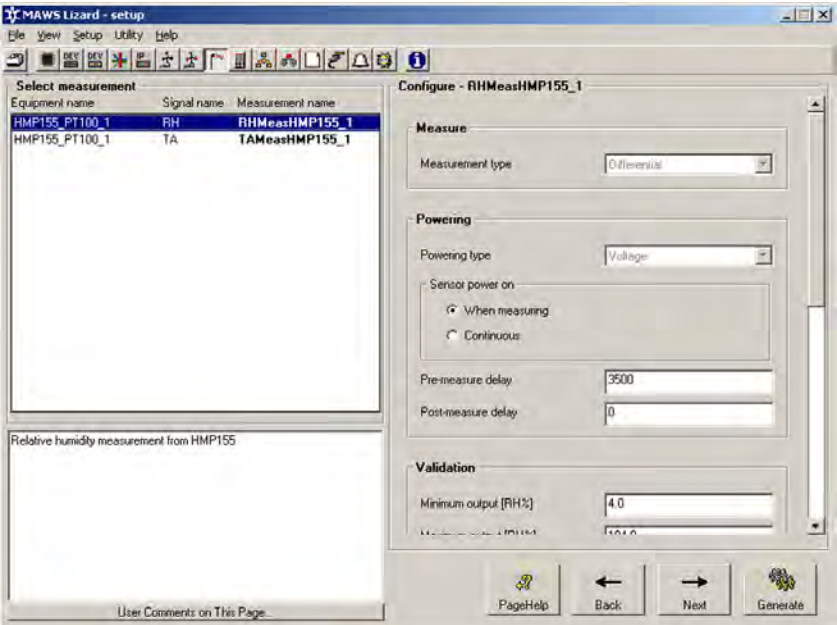 MAWS Lizard - setup
File View Setup Utility Help
DEV DEV
Select measurement
Equipment name Signal name Measurement name
HMP155_PT100_1 RH RHMeasHMP155_1
HMP155_PT100_1 TA TAMeasHMP155_1
Relative humidity measurement from HMP155
User Comments on This Page...
Configure - RHMeasHMP155_1
Measure
Measurement type Differential
Powering
Powering type Voltage
Sensor power on
When measuring
Continuous
Pre-measure delay 3500
Post-measure delay 0
Validation
Minimum output [RH%] 4.0
PageHelp Back Next Generate